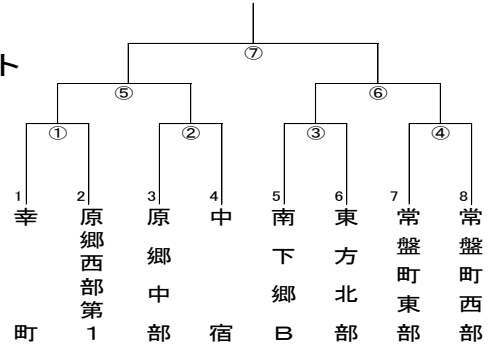 ト
⑦
⑤ ⑥
① ② ③ ④
1 2 3 4 5 6 7 8
幸町
原郷西部第1
原郷中部
中宿
南下郷B
東方北部
常盤町東部
常盤町西部